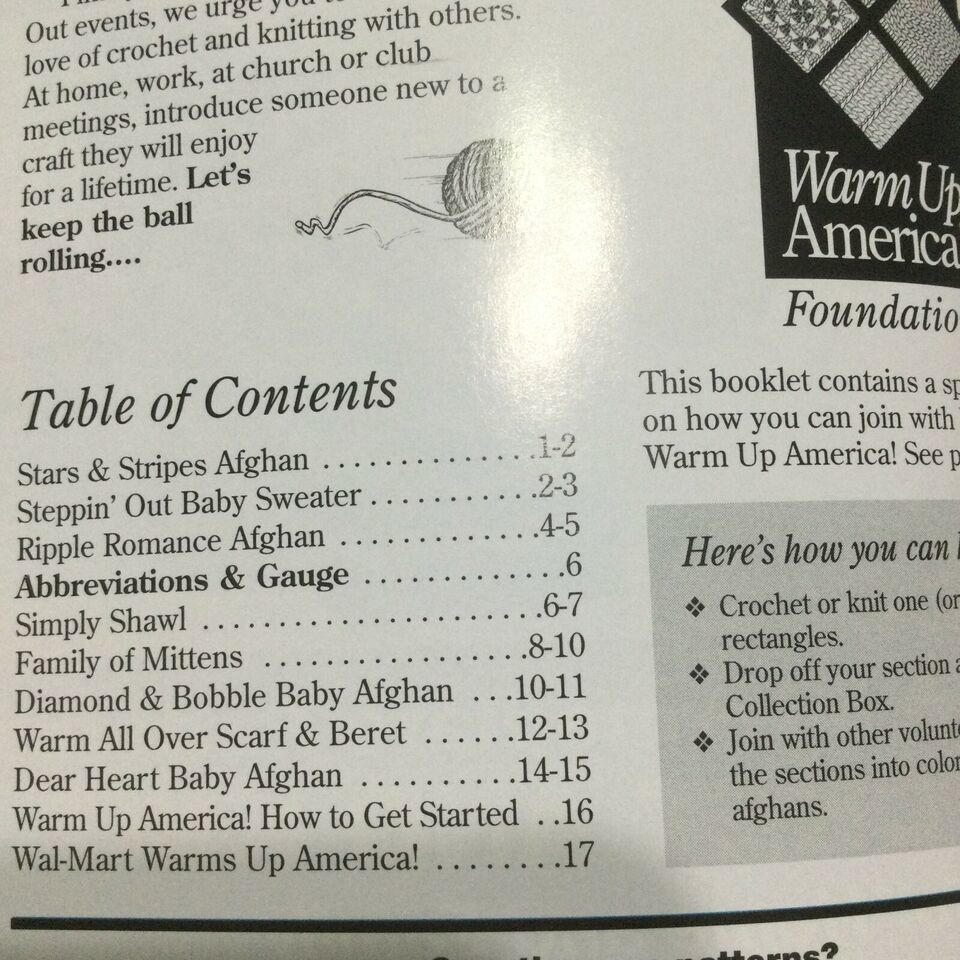 Out events, we urge you
love of crochet and knitting with others.
At home, work, at church or club
meetings, introduce someone new to a
craft they will enjoy
for a lifetime. Let's
keep the ball
rolling....
Table of Contents
Stars & Stripes Afghan ..............1-2
Steppin' Out Baby Sweater ...........2-3
Ripple Romance Afghan .............4-5
Abbreviations & Gauge .............6
Simply Shawl ......................6-7
Family of Mittens .................8-10
Diamond & Bobble Baby Afghan ...10-11
Warm All Over Scarf & Beret ......12-13
Dear Heart Baby Afghan ..........14-15
Warm Up America! How to Get Started ..16
Wal-Mart Warms Up America! ........17
Warm Up
America
Foundatio
This booklet contains a sp
on how you can join with
Warm Up America! See p
Here's how you can
❖ Crochet or knit one (or
rectangles.
❖ Drop off your section a
Collection Box.
❖ Join with other volunte
the sections into color
afghans.
patterns?